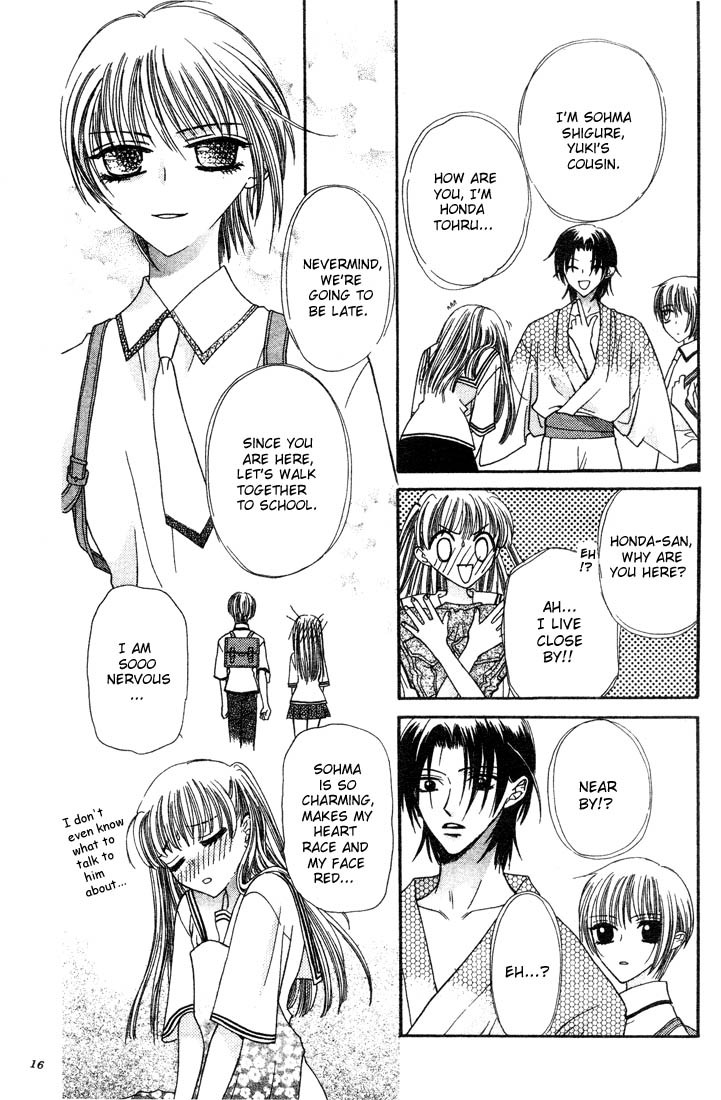 I'M SOHMA
SHIGURE,
YUKI'S
COUSIN.
HOW ARE
YOU, I'M
HONDA
TOHRU...
HONDA-SAN,
WHY ARE
YOU HERE?
EH
!?
AH...
I LIVE
CLOSE
BY!!
NEAR
BY!?
EH...?
NEVERMIND,
WE'RE
GOING TO
BE LATE.
SINCE YOU
ARE HERE,
LET'S WALK
TOGETHER
TO SCHOOL.
I AM
SOOO
NERVOUS
...
SOHMA
IS SO
CHARMING,
MAKES MY
HEART
RACE AND
MY FACE
RED...
I don't
even know
what to
talk to
him
about...
16